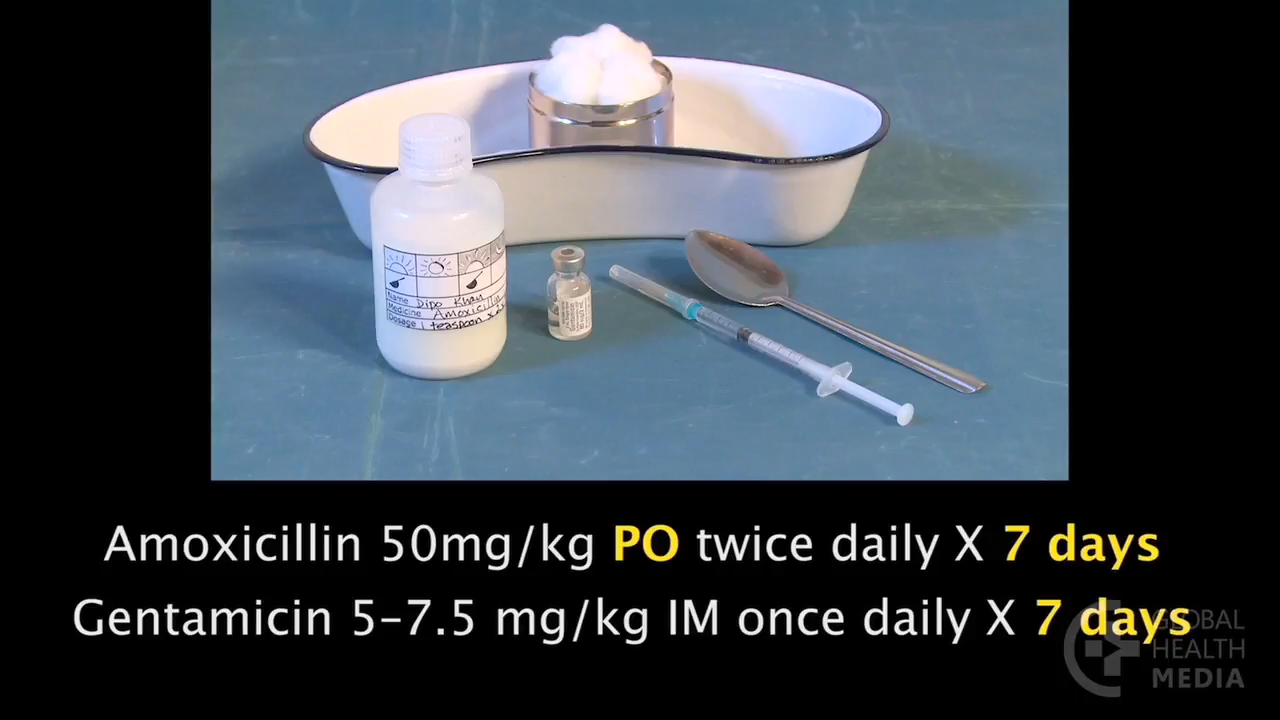 Name Dipo Khan
Medicine Amoxicillin
Dosage 1 teaspoon x
Amoxicillin 50mg/kg PO twice daily X 7 days
Gentamicin 5–7.5 mg/kg IM once daily X 7 days
GLOBAL
HEALTH
MEDIA